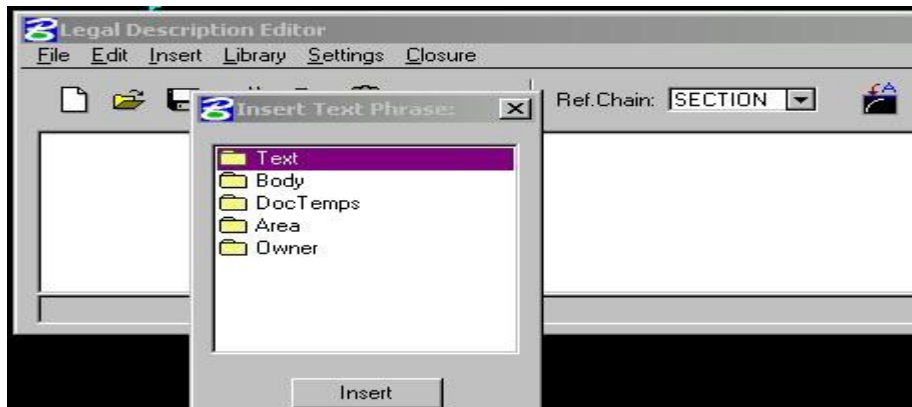 Legal Description Editor
File Edit Insert Library Settings Closure
Insert Text Phrase:
Ref.Chain: SECTION
Text
Body
DocTemps
Area
Owner
Insert